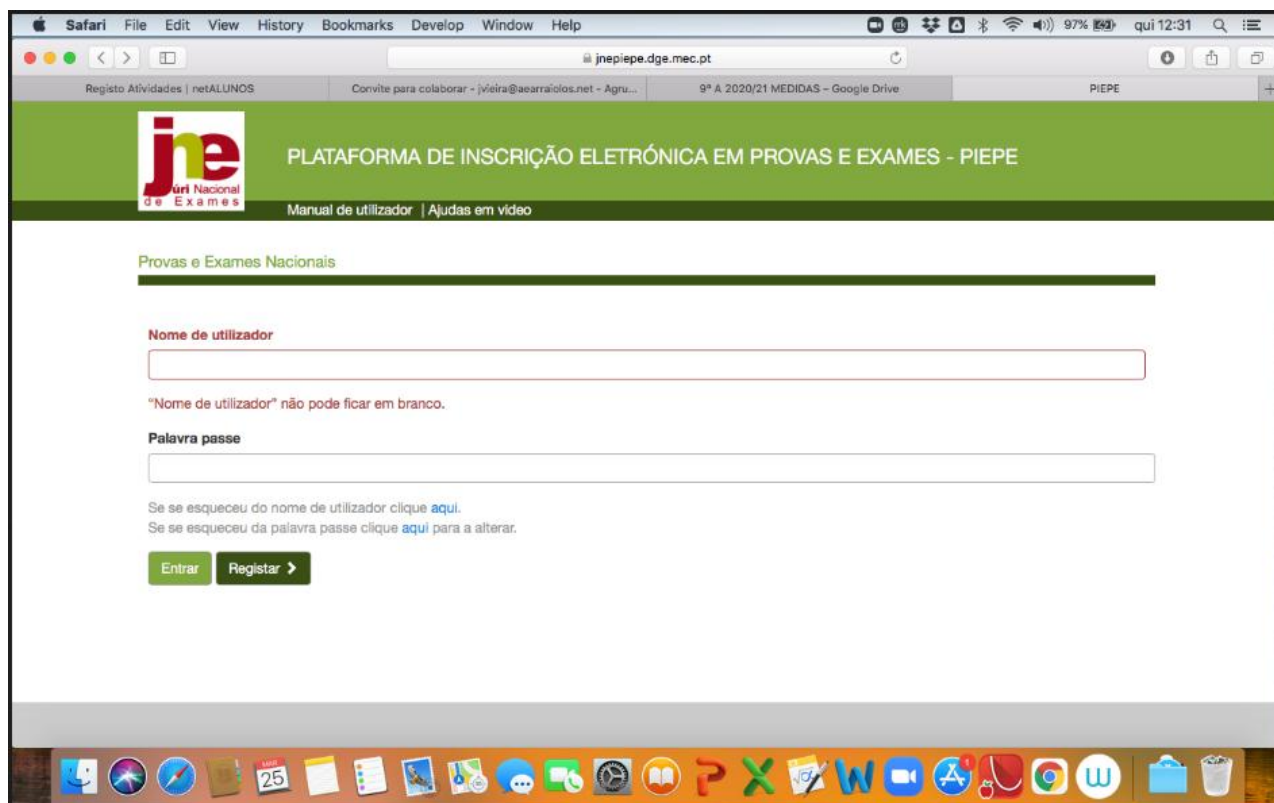 Safari File Edit View History Bookmarks Develop Window Help 97% qui 12:31
jnepiepe.dge.mec.pt
Registo Atividades | netALUNOS
Convite para colaborar - jvieira@aearraiolos.net - Agru...
9º A 2020/21 MEDIDAS – Google Drive
PIEPE
jne
Júri Nacional
de Exames
PLATAFORMA DE INSCRIÇÃO ELETRÓNICA EM PROVAS E EXAMES - PIEPE
Manual de utilizador | Ajudas em vídeo
Provas e Exames Nacionais
Nome de utilizador
"Nome de utilizador" não pode ficar em branco.
Palavra passe
Se se esqueceu do nome de utilizador clique aqui.
Se se esqueceu da palavra passe clique aqui para a alterar.
Entrar
Registar
MAR
25